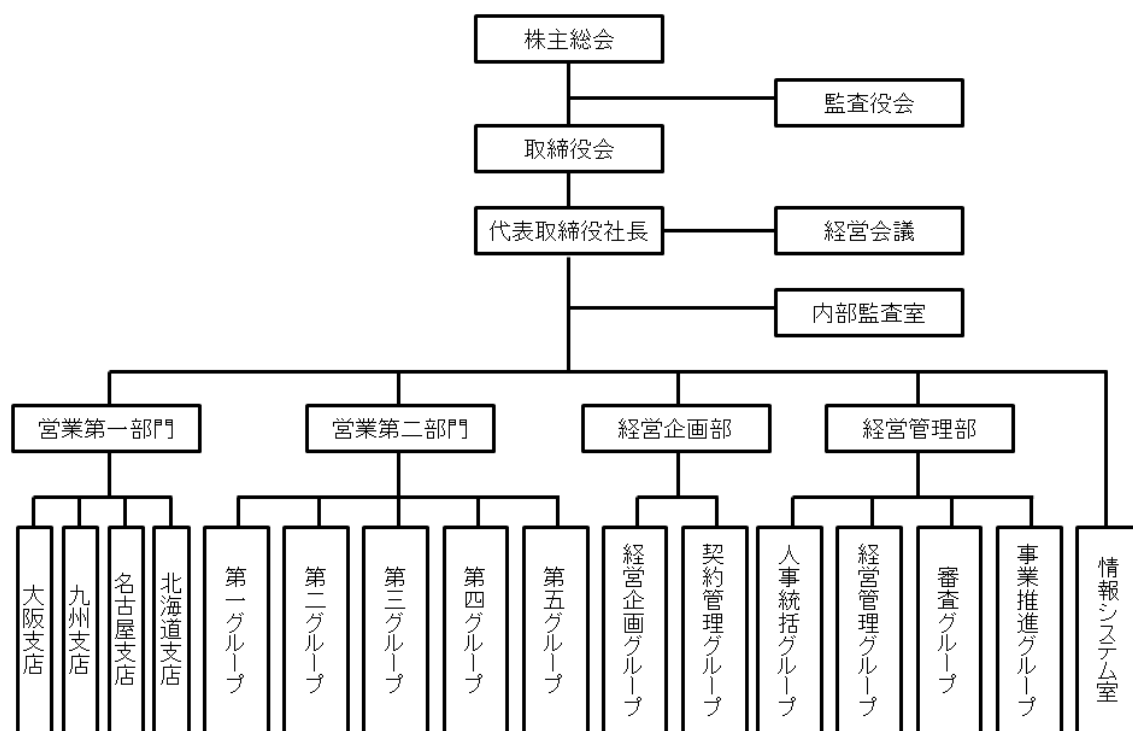 株主総会
監査役会
取締役会
代表取締役社長
経営会議
内部監査室
営業第一部門
営業第二部門
経営企画部
経営管理部
大阪支店
九州支店
名古屋支店
北海道支店
第一グループ
第二グループ
第三グループ
第四グループ
第五グループ
経営企画グループ
契約管理グループ
人事統括グループ
経営管理グループ
審査グループ
事業推進グループ
情報システム室